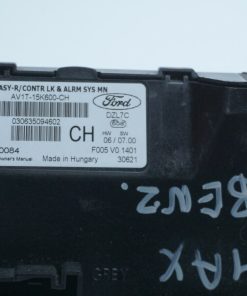 ASY-R/CONTR LK & ALRM SYS MN
AV1T-15K600-CH
Ford
DZL7C
030635094602
CH
HW SW
06 / 07.00
0084
F005 V0 1401
Owner's Manual
Made in Hungary
30621
BENZ.
MAX
GREY